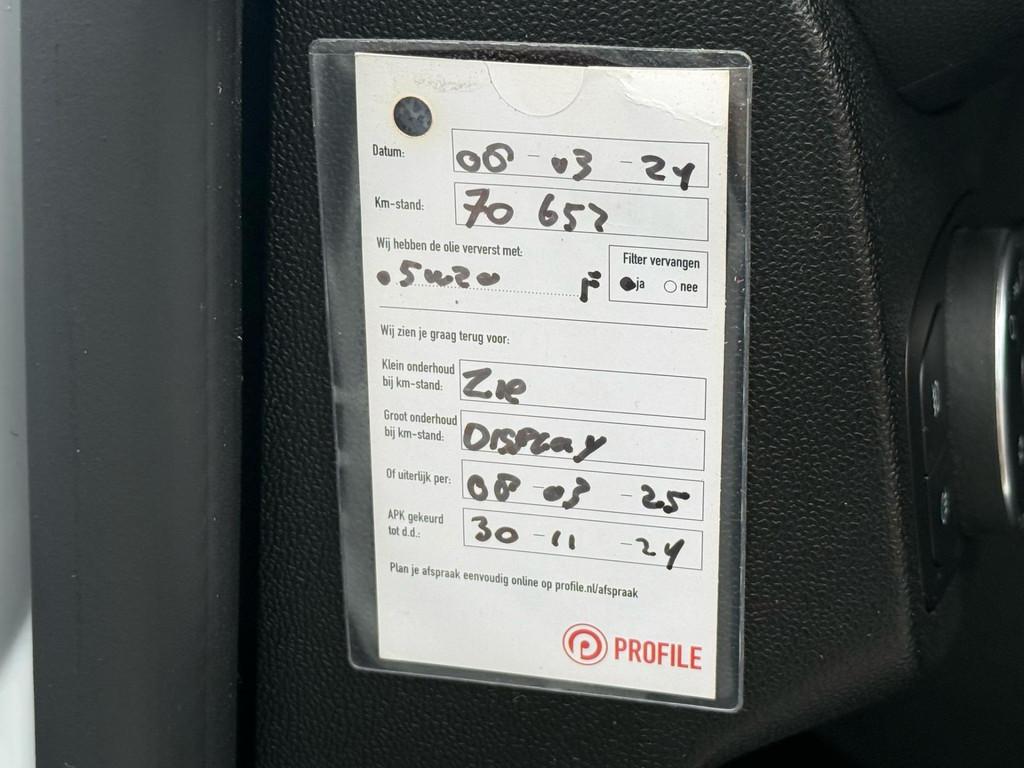 Datum: 08 - 03 - 24
Km-stand: 70 652
Wij hebben de olie ververst met:
Filter vervangen
ja nee
5w20 F
Wij zien je graag terug voor:
Klein onderhoud
bij km-stand: Zie
Groot onderhoud
bij km-stand: DISPLAY
Of uiterlijk per: 08 - 03 - 25
APK gekeurd
tot d.d.: 30 - 11 - 24
Plan je afspraak eenvoudig online op profile.nl/afspraak
PROFILE